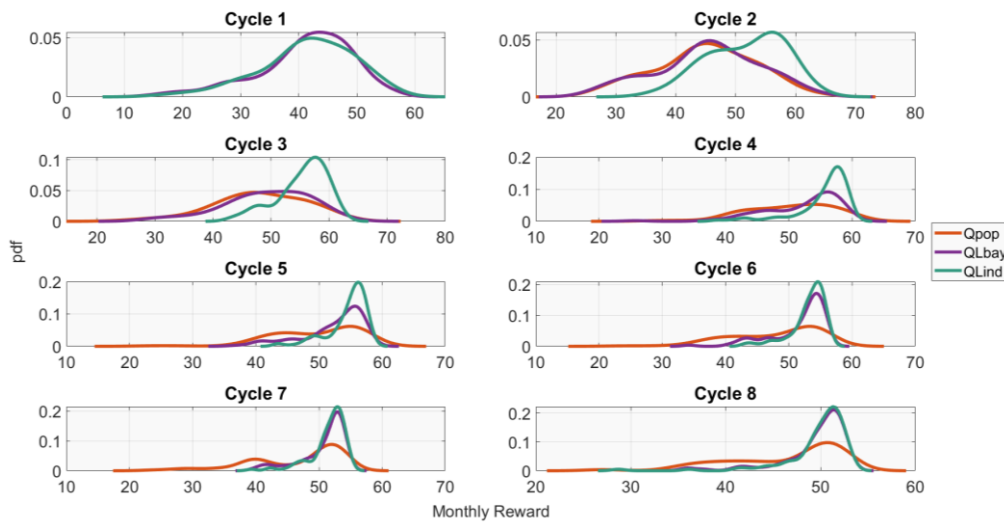 Cycle 1
0.05
0
0 10 20 30 40 50 60
Cycle 2
0.05
0
20 30 40 50 60 70 80
Cycle 3
0.1
0.05
0
20 30 40 50 60 70 80
Cycle 4
0.2
0.1
0
10 20 30 40 50 60 70
pdf
Qpop
QLbay
QLind
Cycle 5
0.2
0.1
0
10 20 30 40 50 60 70
Cycle 6
0.2
0.1
0
10 20 30 40 50 60 70
Cycle 7
0.2
0.1
0
10 20 30 40 50 60 70
Cycle 8
0.2
0.1
0
20 30 40 50 60
Monthly Reward